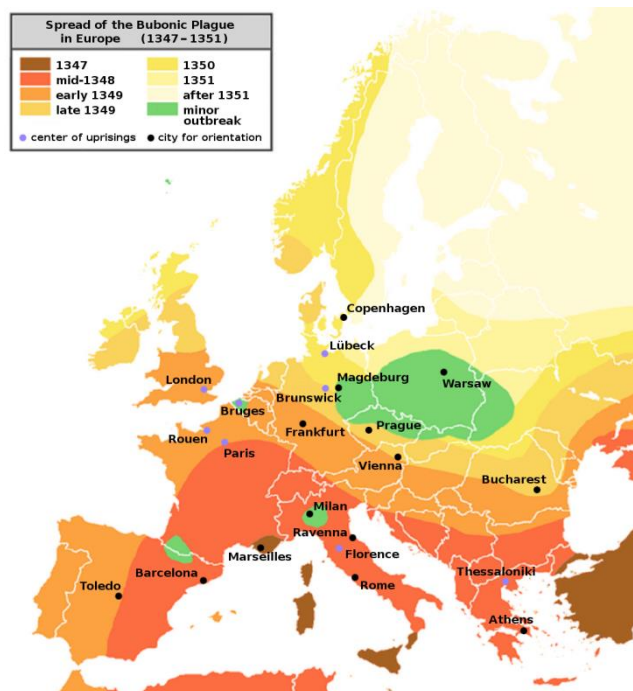 Spread of the Bubonic Plague
in Europe (1347–1351)
1347
mid-1348
early 1349
late 1349
1350
1351
after 1351
minor
outbreak
center of uprisings
city for orientation
Copenhagen
Lübeck
London
Magdeburg
Warsaw
Brunswick
Bruges
Rouen
Frankfurt
Prague
Paris
Vienna
Bucharest
Milan
Ravenna
Marseilles
Florence
Barcelona
Thessaloniki
Toledo
Rome
Athens